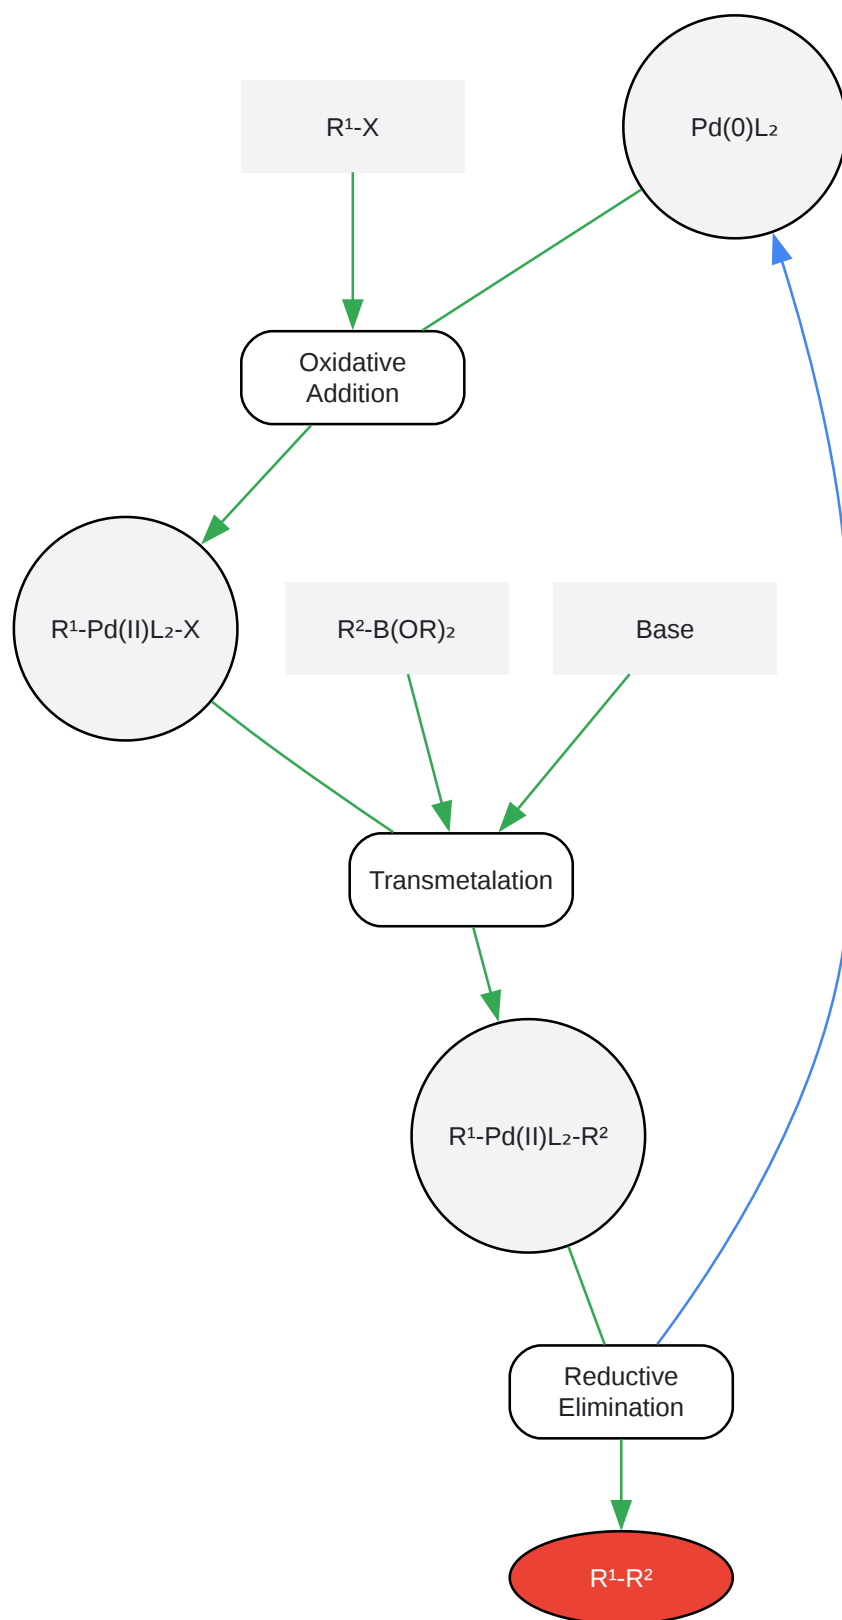 R¹-X
Pd(0)L₂
Oxidative
Addition
R¹-Pd(II)L₂-X
R²-B(OR)₂
Base
Transmetalation
R¹-Pd(II)L₂-R²
Reductive
Elimination
R¹-R²